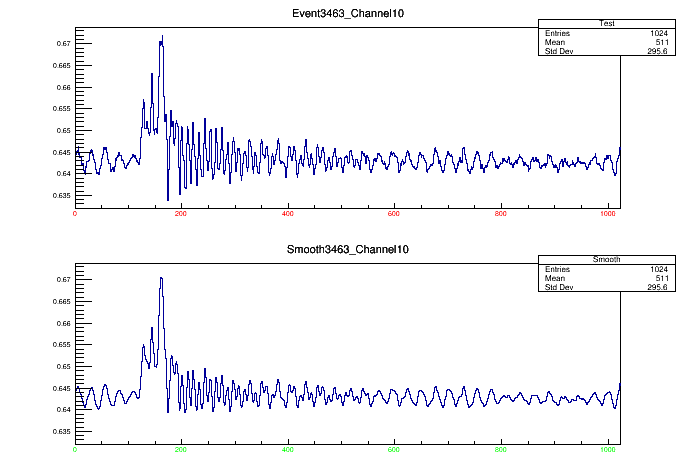 Event3463_Channel10
Test
Entries 1024
Mean 511
Std Dev 295.6
0.67
0.665
0.66
0.655
0.65
0.645
0.64
0.635
0 200 400 600 800 1000
Smooth3463_Channel10
Smooth
Entries 1024
Mean 511
Std Dev 295.6
0.67
0.665
0.66
0.655
0.65
0.645
0.64
0.635
0 200 400 600 800 1000